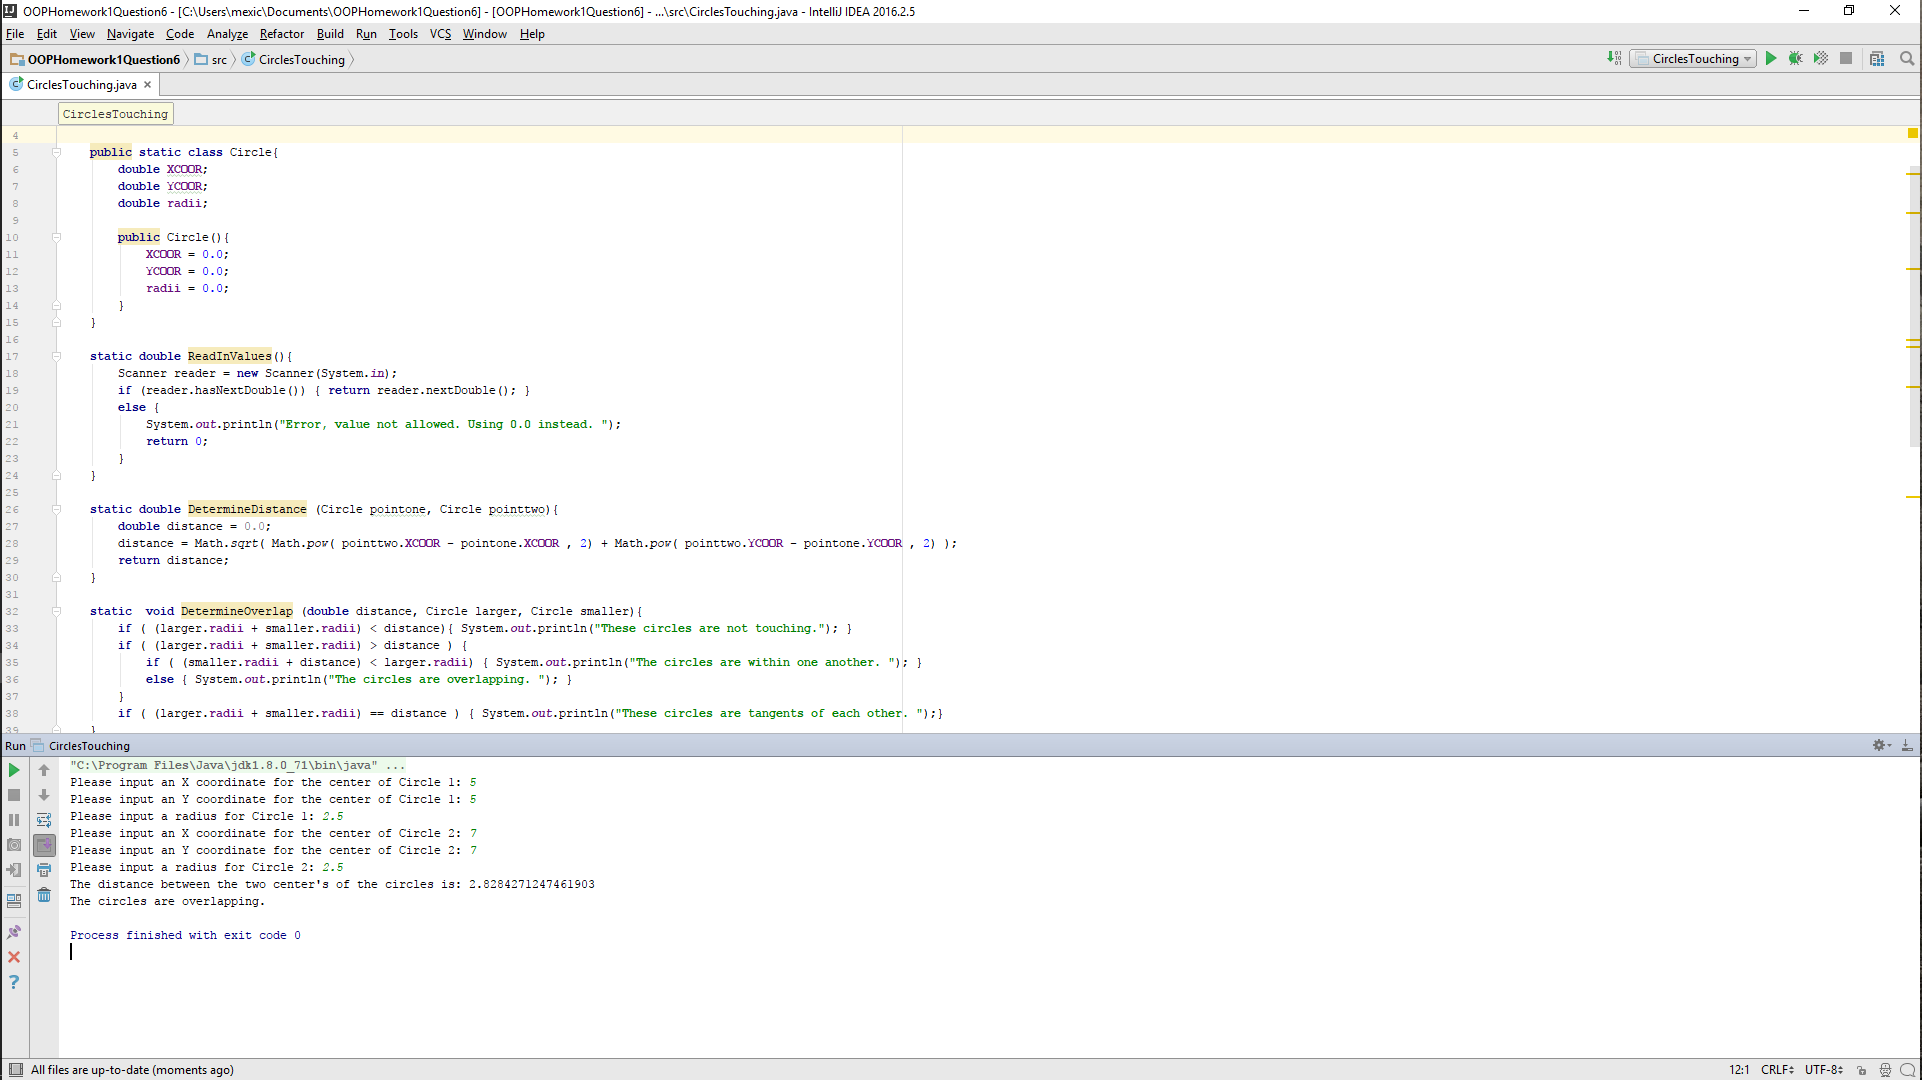 OOPHomework1Question6 - [C:\Users\mexic\Documents\OOPHomework1Question6] - [OOPHomework1Question6] - ...\src\CirclesTouching.java - IntelliJ IDEA 2016.2.5
File Edit View Navigate Code Analyze Refactor Build Run Tools VCS Window Help
OOPHomework1Question6 src CirclesTouching CirclesTouching
CirclesTouching.java
CirclesTouching
4
5 public static class Circle{
6 double XCOOR;
7 double YCOOR;
8 double radii;
9
10 public Circle(){
11 XCOOR = 0.0;
12 YCOOR = 0.0;
13 radii = 0.0;
14 }
15 }
16
17 static double ReadInValues(){
18 Scanner reader = new Scanner(System.in);
19 if (reader.hasNextDouble()) { return reader.nextDouble(); }
20 else {
21 System.out.println("Error, value not allowed. Using 0.0 instead. ");
22 return 0;
23 }
24 }
25
26 static double DetermineDistance (Circle pointone, Circle pointtwo){
27 double distance = 0.0;
28 distance = Math.sqrt( Math.pow( pointtwo.XCOOR - pointone.XCOOR , 2) + Math.pow( pointtwo.YCOOR - pointone.YCOOR , 2) );
29 return distance;
30 }
31
32 static void DetermineOverlap (double distance, Circle larger, Circle smaller){
33 if ( (larger.radii + smaller.radii) < distance){ System.out.println("These circles are not touching."); }
34 if ( (larger.radii + smaller.radii) > distance ) {
35 if ( (smaller.radii + distance) < larger.radii) { System.out.println("The circles are within one another. "); }
36 else { System.out.println("The circles are overlapping. "); }
37 }
38 if ( (larger.radii + smaller.radii) == distance ) { System.out.println("These circles are tangents of each other. ");}
39 }
Run CirclesTouching
"C:\Program Files\Java\jdk1.8.0_71\bin\java" ...
Please input an X coordinate for the center of Circle 1: 5
Please input an Y coordinate for the center of Circle 1: 5
Please input a radius for Circle 1: 2.5
Please input an X coordinate for the center of Circle 2: 7
Please input an Y coordinate for the center of Circle 2: 7
Please input a radius for Circle 2: 2.5
The distance between the two center's of the circles is: 2.8284271247461903
The circles are overlapping.
Process finished with exit code 0
All files are up-to-date (moments ago) 12:1 CRLF UTF-8